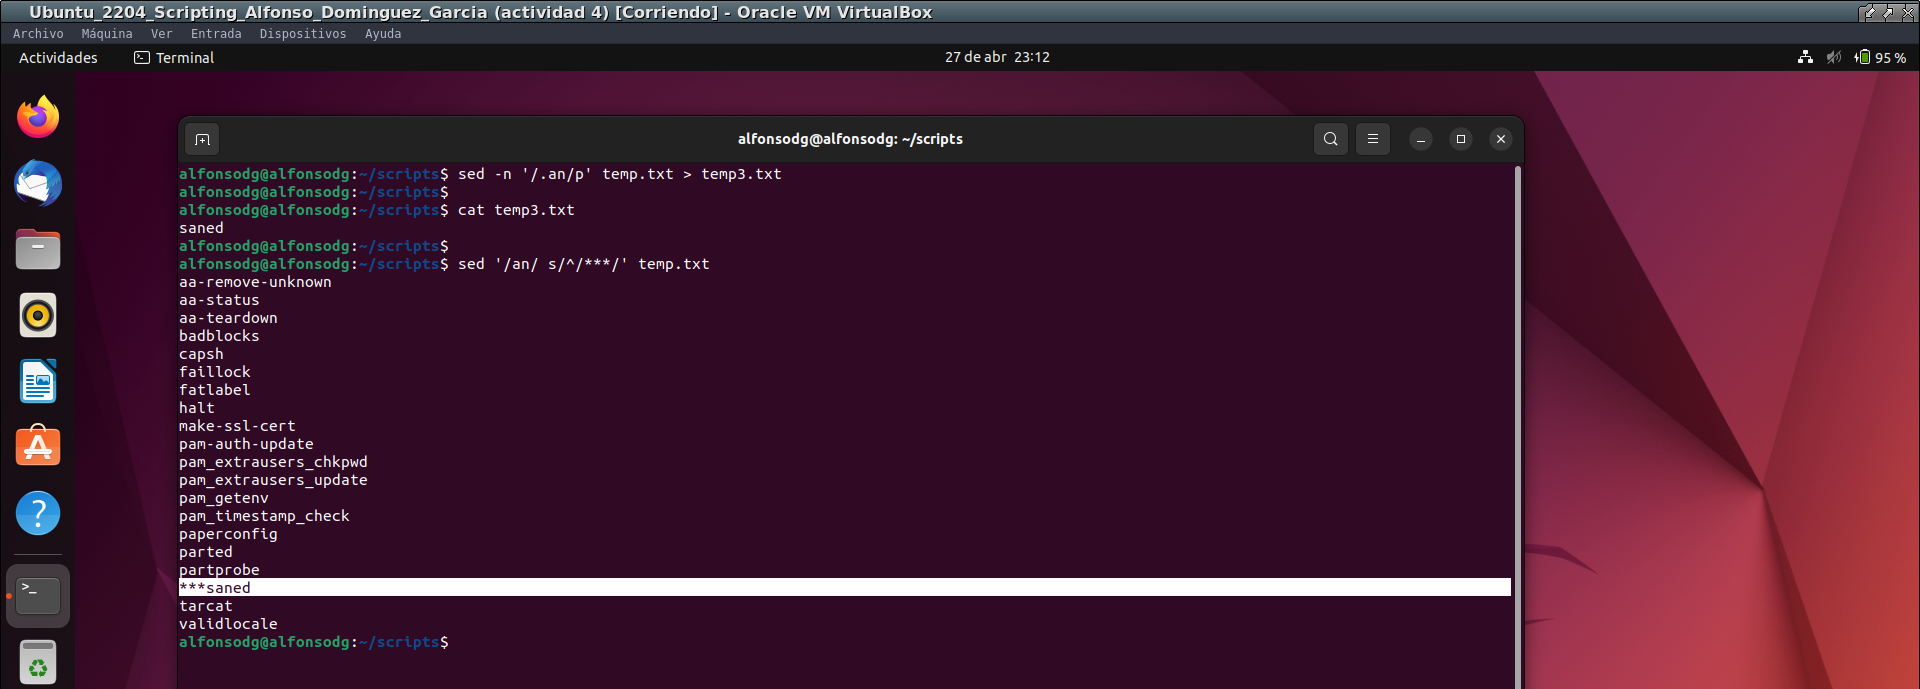 Ubuntu_2204_Scripting_Alfonso_Dominguez_Garcia (actividad 4) [Corriendo] - Oracle VM VirtualBox
Archivo Máquina Ver Entrada Dispositivos Ayuda
Actividades Terminal 27 de abr 23:12 95 %
alfonsodg@alfonsodg: ~/scripts
alfonsodg@alfonsodg:~/scripts$ sed -n '/.an/p' temp.txt > temp3.txt
alfonsodg@alfonsodg:~/scripts$
alfonsodg@alfonsodg:~/scripts$ cat temp3.txt
saned
alfonsodg@alfonsodg:~/scripts$
alfonsodg@alfonsodg:~/scripts$ sed '/an/ s/^/***/' temp.txt
aa-remove-unknown
aa-status
aa-teardown
badblocks
capsh
faillock
fatlabel
halt
make-ssl-cert
pam-auth-update
pam_extrausers_chkpwd
pam_extrausers_update
pam_getenv
pam_timestamp_check
paperconfig
parted
partprobe
***saned
tarcat
validlocale
alfonsodg@alfonsodg:~/scripts$